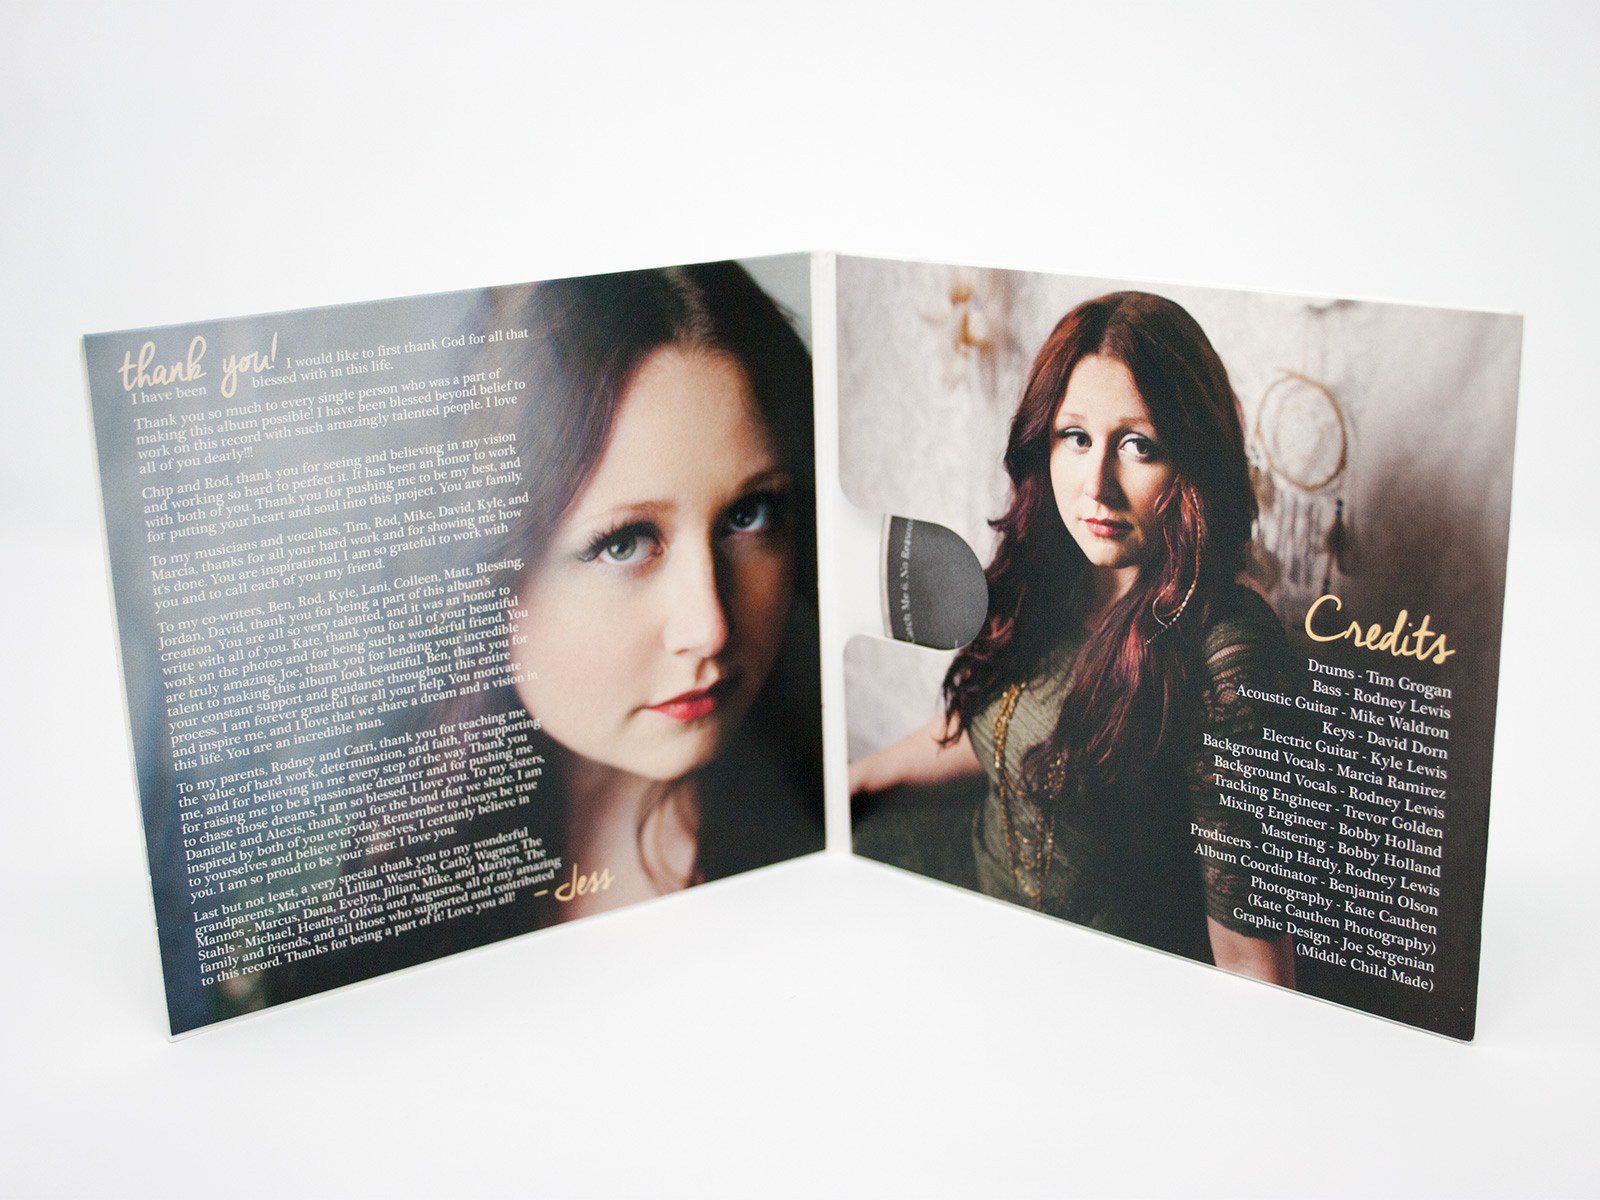 thank you! I would like to first thank God for all that
I have been blessed with in this life.
Thank you so much to every single person who was a part of
making this album possible! I have been blessed beyond belief to
work on this record with such amazingly talented people. I love
all of you dearly!!!
Chip and Rod, thank you for seeing and believing in my vision
and working so hard to perfect it. It has been an honor to work
with both of you. Thank you for pushing me to be my best, and
for putting your heart and soul into this project. You are family.
To my musicians and vocalists, Tim, Rod, Mike, David, Kyle, and
Marcia, thanks for all your hard work and for showing me how
it's done. You are inspirational. I am so grateful to work with
you and to call each of you my friend.
To my co-writers, Ben, Rod, Kyle, Lani, Colleen, Matt, Blessing,
Jordan, David, thank you for being a part of this album's
creation. You are all so very talented, and it was an honor to
write with all of you. Kate, thank you for all of your beautiful
work on the photos and for being such a wonderful friend. You
are truly amazing. Joe, thank you for lending your incredible
talent to making this album look beautiful. Ben, thank you for
your constant support and guidance throughout this entire
process. I am forever grateful for all your help. You motivate
and inspire me, and I love that we share a dream and a vision in
this life. You are an incredible man.
To my parents, Rodney and Carri, thank you for teaching me
the value of hard work, determination, and faith, for supporting
me, and for believing in me every step of the way. Thank you
for raising me to be a passionate dreamer and for pushing me
to chase those dreams. I am so blessed. I love you. To my sisters,
Danielle and Alexis, thank you for the bond that we share. I am
inspired by both of you everyday. Remember to always be true
to yourselves and believe in yourselves, I certainly believe in
you. I am so proud to be your sister. I love you.
Last but not least, a very special thank you to my wonderful
grandparents Marvin and Lillian Westrich, Cathy Wagner, The
Mannos - Marcus, Dana, Evelyn, Jillian, Mike, and Marilyn, The
Stahls - Michael, Heather, Olivia and Augustus, all of my amazing
family and friends, and all those who supported and contributed
to this record. Thanks for being a part of it! Love you all!
- Jess
Me & No Reason
Credits
Drums - Tim Grogan
Bass - Rodney Lewis
Acoustic Guitar - Mike Waldron
Keys - David Dorn
Electric Guitar - Kyle Lewis
Background Vocals - Marcia Ramirez
Background Vocals - Rodney Lewis
Tracking Engineer - Trevor Golden
Mixing Engineer - Bobby Holland
Mastering - Bobby Holland
Producers - Chip Hardy, Rodney Lewis
Album Coordinator - Benjamin Olson
Photography - Kate Cauthen
(Kate Cauthen Photography)
Graphic Design - Joe Sergenian
(Middle Child Made)